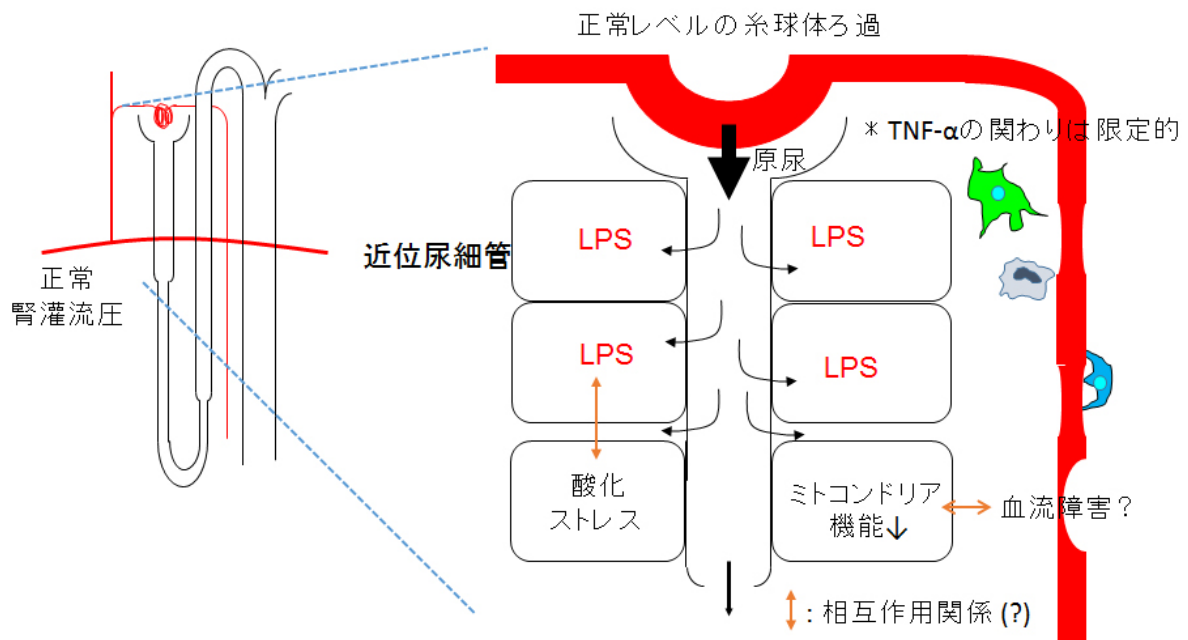 正常レベルの糸球体ろ過
＊TNF-αの関わりは限定的
原尿
近位尿細管
LPS
LPS
正常
腎灌流圧
LPS
LPS
酸化
ストレス
ミトコンドリア
機能↓
血流障害？
：相互作用関係(?)